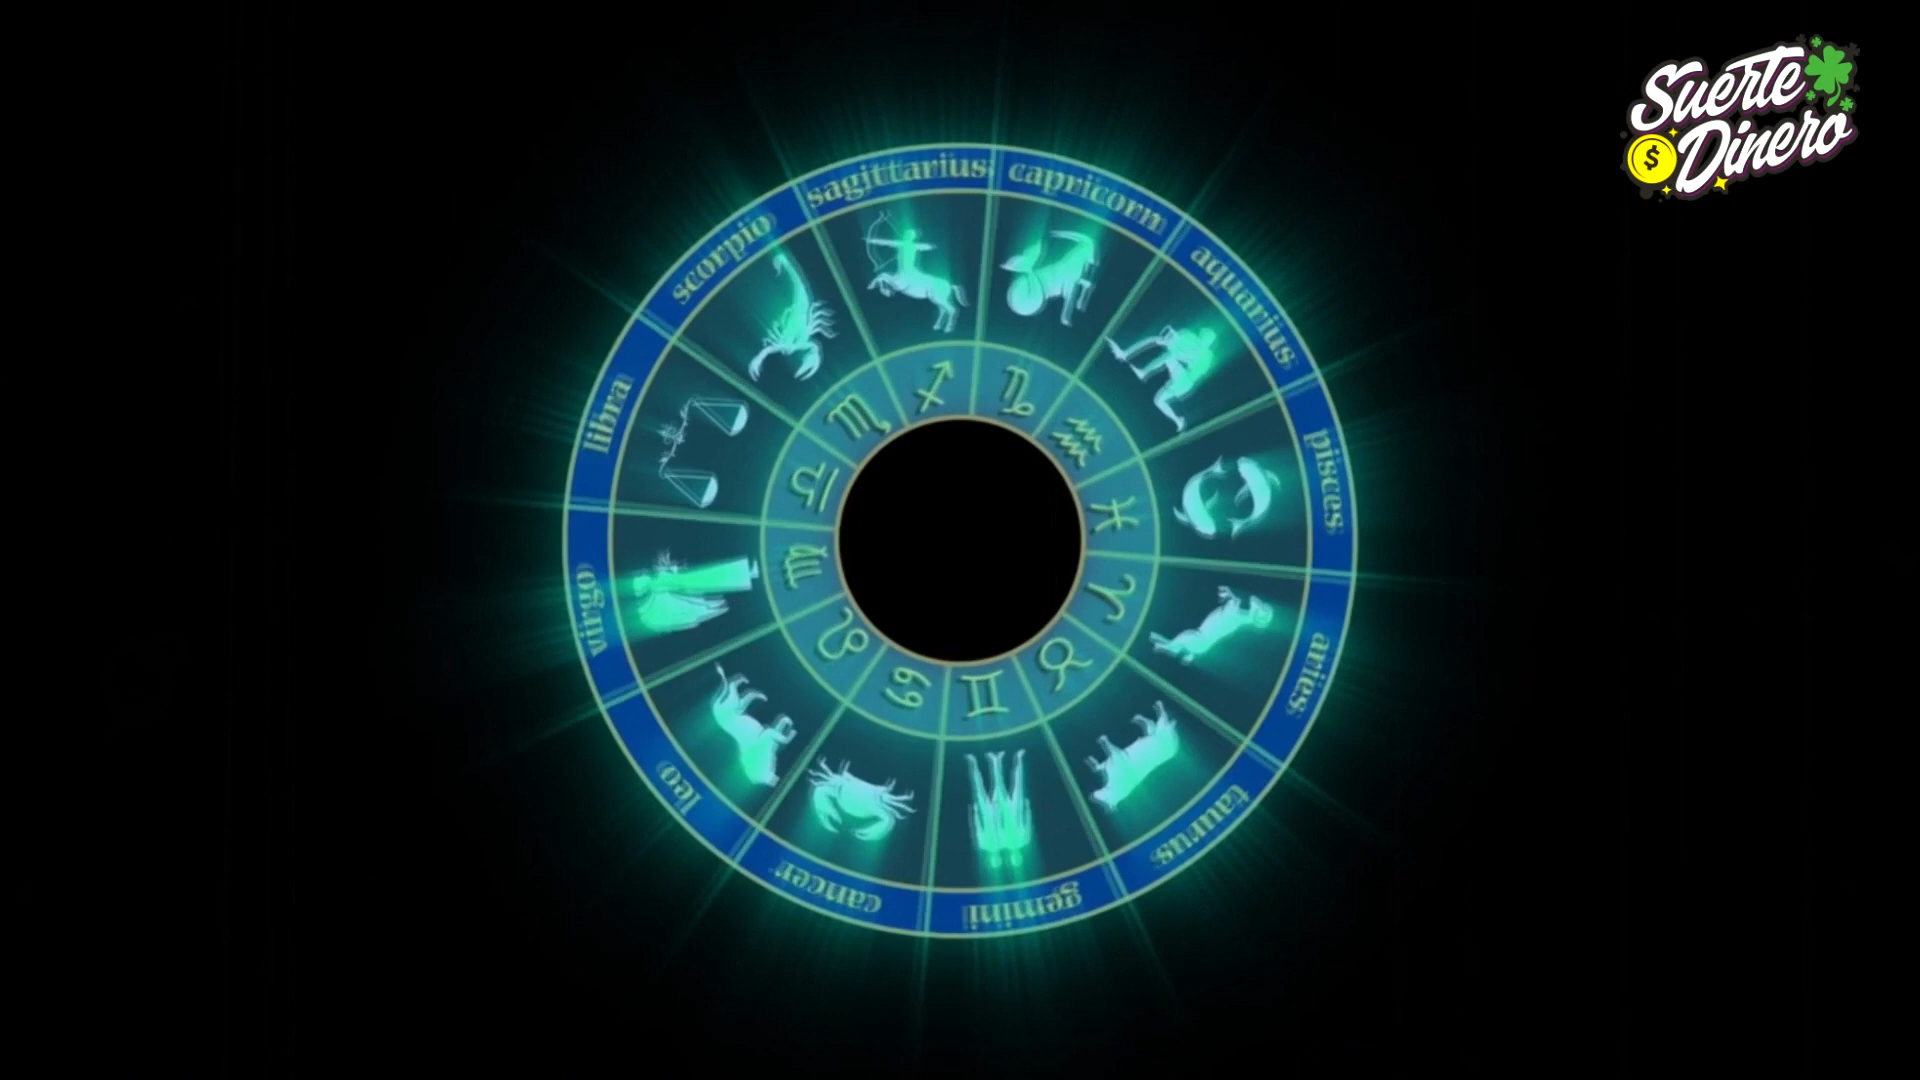 Suerte
Dinero
$
sagittarius
capricorn
aquarius
pisces
aries
taurus
gemini
cancer
leo
virgo
libra
scorpio
♐
♑
♒
♓
♈
♉
♊
♋
♌
♍
♎
♏